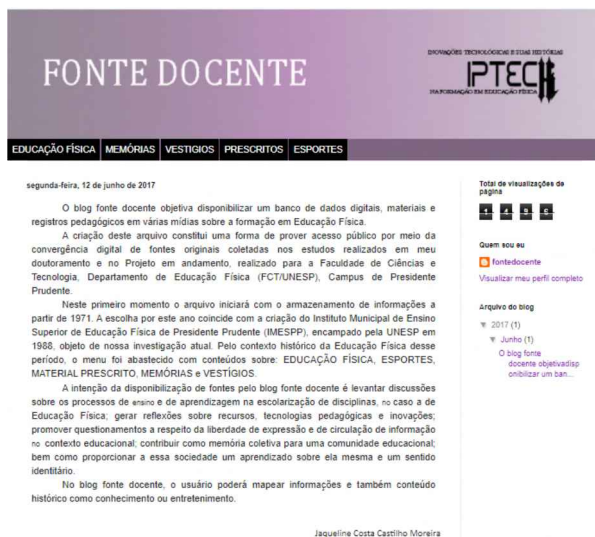 FONTE DOCENTE
INOVAÇÕES TECNOLÓGICAS E SUAS HISTÓRIAS
IPTECH
NA FORMAÇÃO EM EDUCAÇÃO FÍSICA
EDUCAÇÃO FÍSICA MEMÓRIAS VESTIGIOS PRESCRITOS ESPORTES
segunda-feira, 12 de junho de 2017
O blog fonte docente objetiva disponibilizar um banco de dados digitais, materiais e
registros pedagógicos em várias mídias sobre a formação em Educação Física.
A criação deste arquivo constitui uma forma de prover acesso público por meio da
convergência digital de fontes originais coletadas nos estudos realizados em meu
doutoramento e no Projeto em andamento, realizado para a Faculdade de Ciências e
Tecnologia, Departamento de Educação Física (FCT/UNESP), Campus de Presidente
Prudente.
Neste primeiro momento o arquivo iniciará com o armazenamento de informações a
partir de 1971. A escolha por este ano coincide com a criação do Instituto Municipal de Ensino
Superior de Educação Física de Presidente Prudente (IMESPP), encampado pela UNESP em
1988, objeto de nossa investigação atual. Pelo contexto histórico da Educação Física desse
período, o menu foi abastecido com conteúdos sobre: EDUCAÇÃO FÍSICA, ESPORTES,
MATERIAL PRESCRITO, MEMÓRIAS e VESTÍGIOS.
A intenção da disponibilização de fontes pelo blog fonte docente é levantar discussões
sobre os processos de ensino e de aprendizagem na escolarização de disciplinas, no caso a de
Educação Física; gerar reflexões sobre recursos, tecnologias pedagógicas e inovações;
promover questionamentos a respeito da liberdade de expressão e de circulação de informação
no contexto educacional; contribuir como memória coletiva para uma comunidade educacional;
bem como proporcionar a essa sociedade um aprendizado sobre ela mesma e um sentido
identitário.
No blog fonte docente, o usuário poderá mapear informações e também conteúdo
histórico como conhecimento ou entretenimento.
Jaqueline Costa Castilho Moreira
Total de visualizações de
página
1 4 9 6
Quem sou eu
fontedocente
Visualizar meu perfil completo
Arquivo do blog
▼ 2017 (1)
▼ Junho (1)
O blog fonte
docente objetivadisp
onibilizar um ban...